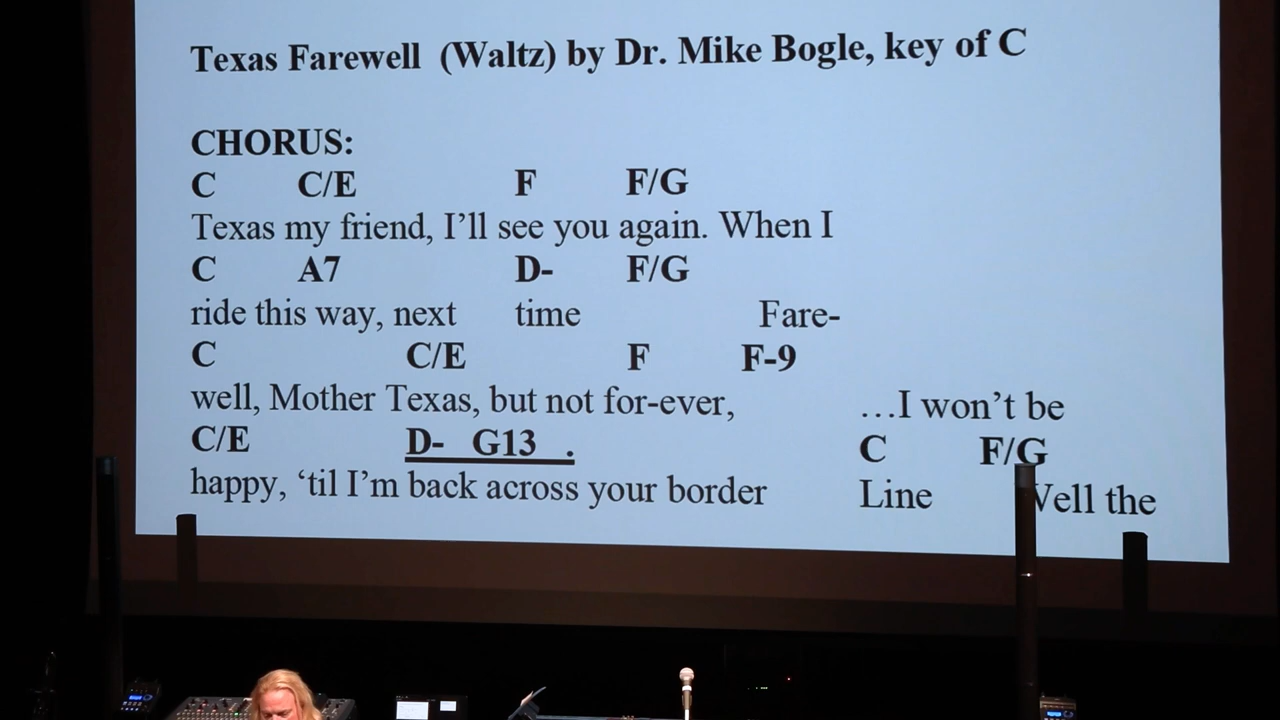 Texas Farewell (Waltz) by Dr. Mike Bogle, key of C
CHORUS:
C C/E F F/G
Texas my friend, I’ll see you again. When I
C A7 D- F/G
ride this way, next time Fare-
C C/E F F-9
well, Mother Texas, but not for-ever, …I won’t be
C/E D- G13 . C F/G
happy, ‘til I’m back across your border Line Well the